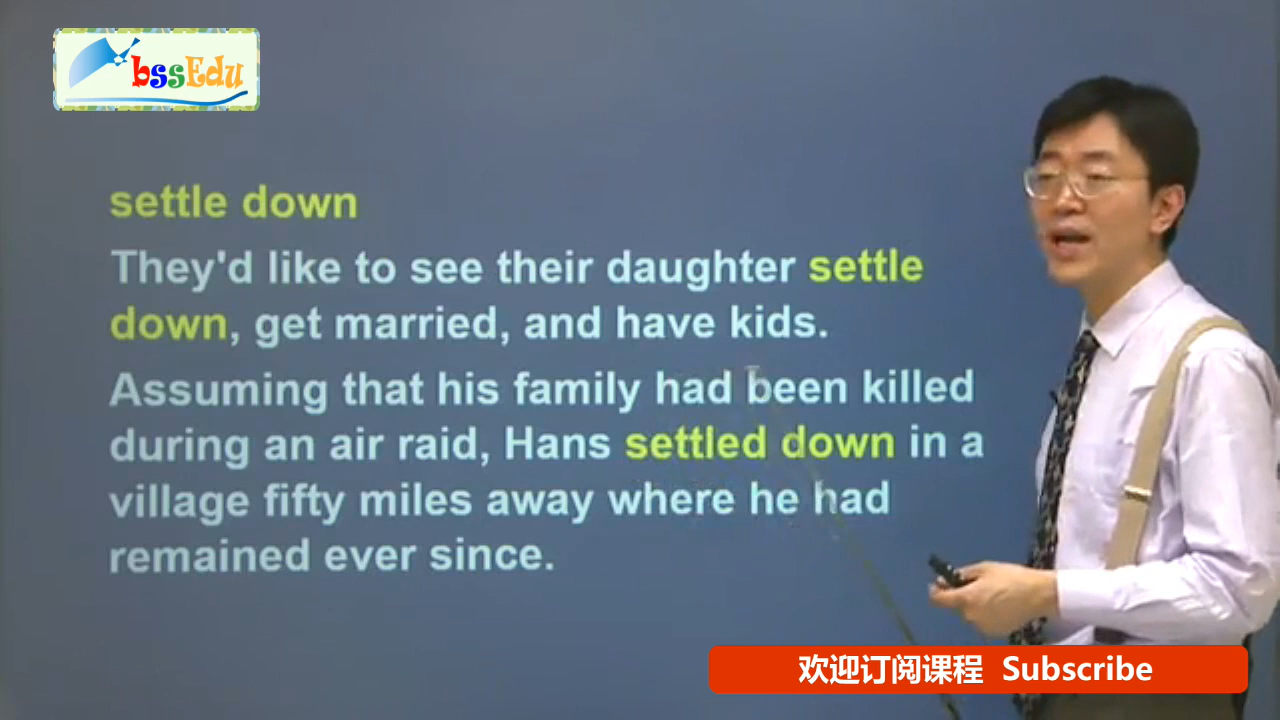 bssEdu
settle down
They'd like to see their daughter settle
down, get married, and have kids.
Assuming that his family had been killed
during an air raid, Hans settled down in a
village fifty miles away where he had
remained ever since.
欢迎订阅课程 Subscribe